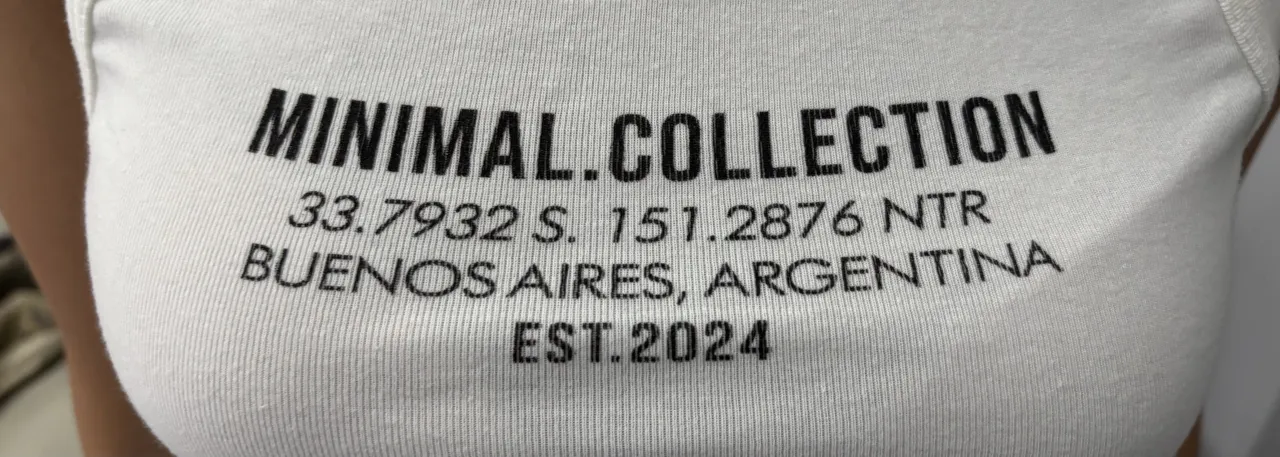 MINIMAL.COLLECTION
33.7932 S. 151.2876 NTR
BUENOS AIRES, ARGENTINA
EST.2024